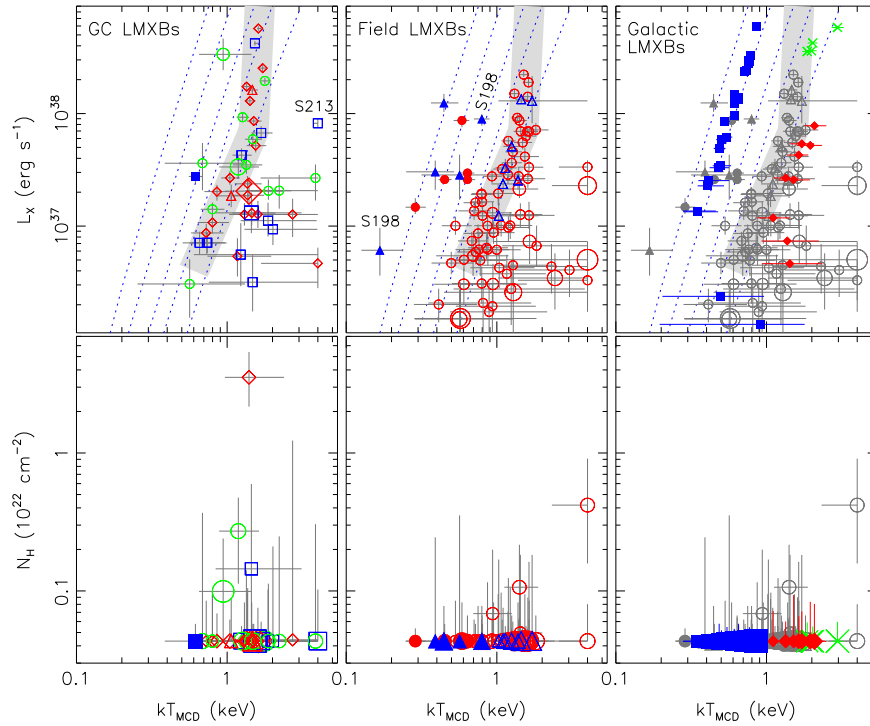 GC LMXBs
Field LMXBs.
Galactic
LMXBs
S213
S198
S198
10^38
10^37
L_X (erg s^-1)
N_H (10^22 cm^-2)
1
0.1
0.1
1
0.1
1
0.1
1
kT_MCD (keV)
kT_MCD (keV)
kT_MCD (keV)